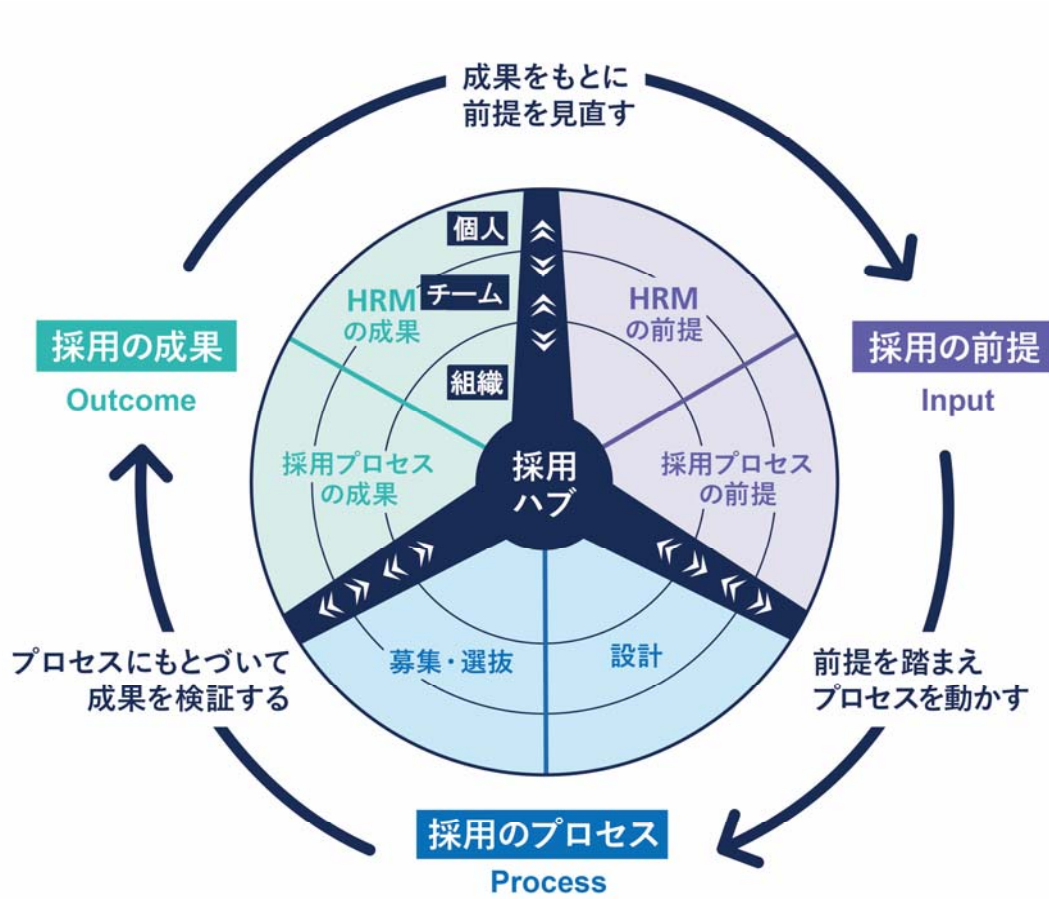 成果をもとに
前提を見直す
個人
チーム
組織
HRM
の成果
HRM
の前提
採用の成果
Outcome
採用の前提
Input
採用プロセス
の成果
採用
ハブ
採用プロセス
の前提
募集・選抜
設計
プロセスにもとづいて
成果を検証する
前提を踏まえ
プロセスを動かす
採用のプロセス
Process